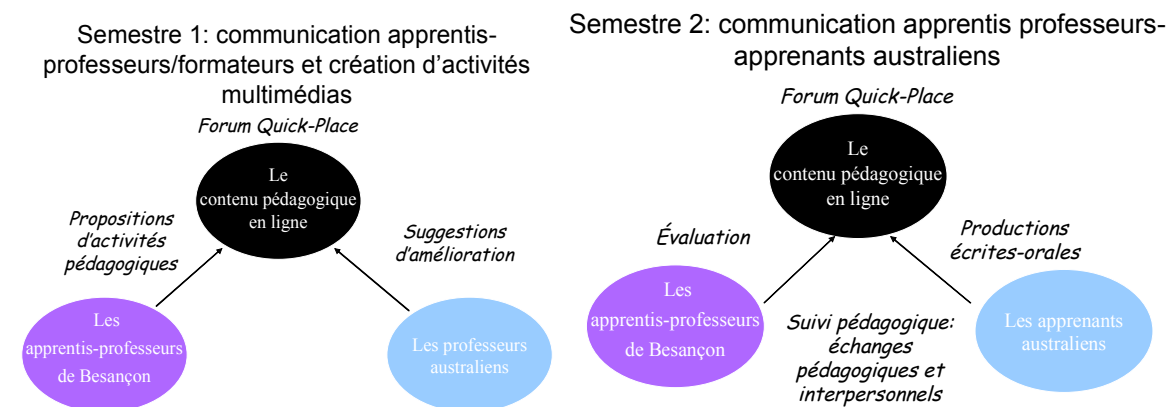 Semestre 1: communication apprentis-
professeurs/formateurs et création d'activités
multimédias
Forum Quick-Place
Le
contenu pédagogique
en ligne
Propositions
d'activités
pédagogiques
Suggestions
d'amélioration
Les
apprentis-professeurs
de Besançon
Les professeurs
australiens
Semestre 2: communication apprentis professeurs-
apprenants australiens
Forum Quick-Place
Le
contenu pédagogique
en ligne
Évaluation
Productions
écrites-orales
Les
apprentis-professeurs
de Besançon
Suivi pédagogique:
échanges
pédagogiques et
interpersonnels
Les apprenants
australiens